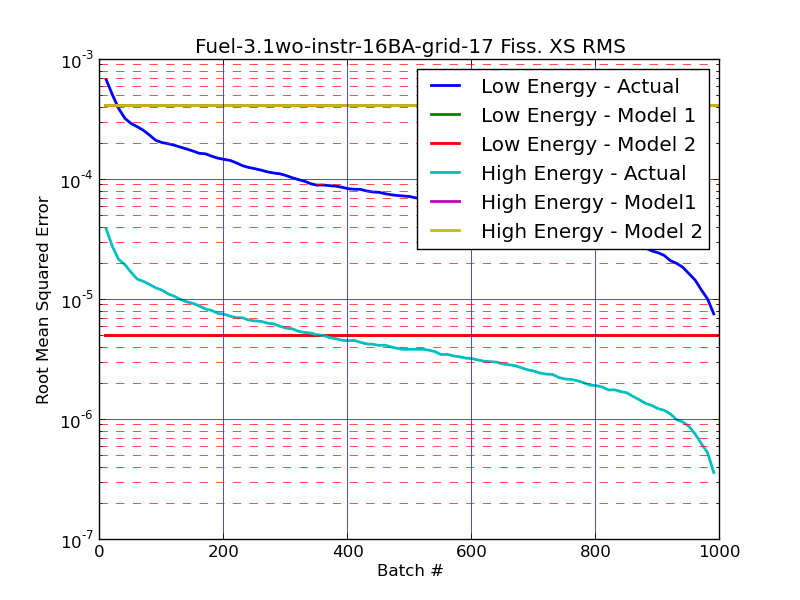 Fuel-3.1wo-instr-16BA-grid-17 Fiss. XS RMS
Low Energy - Actual
Low Energy - Model 1
Low Energy - Model 2
High Energy - Actual
High Energy - Model1
High Energy - Model 2
Root Mean Squared Error
10^-3
10^-4
10^-5
10^-6
10^-7
0 200 400 600 800 1000
Batch #